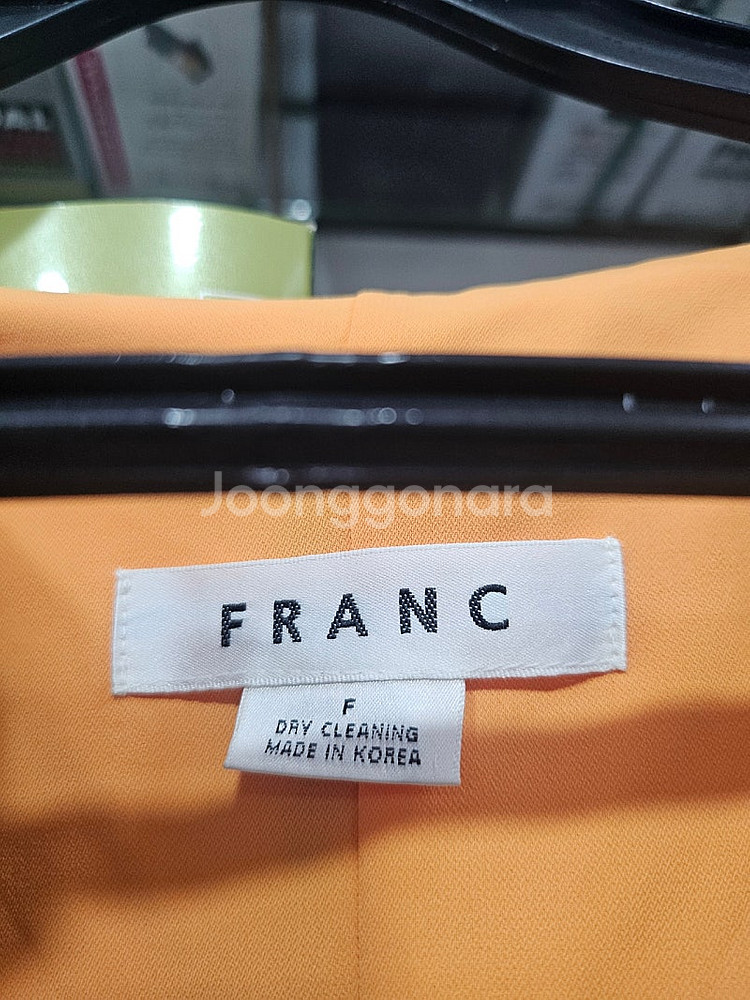 Joonggonara
FRANC
F
DRY CLEANING
MADE IN KOREA